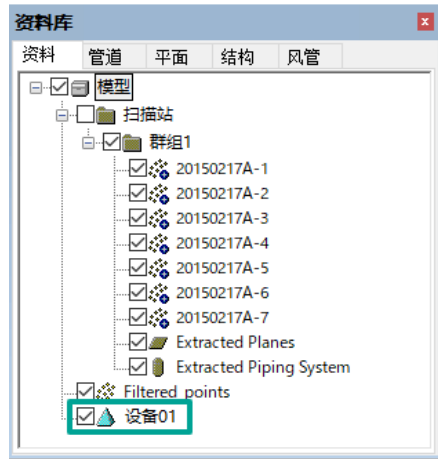 资料库
资料 管道 平面 结构 风管
模型
扫描站
群组1
20150217A-1
20150217A-2
20150217A-3
20150217A-4
20150217A-5
20150217A-6
20150217A-7
Extracted Planes
Extracted Piping System
Filtered_points
设备01